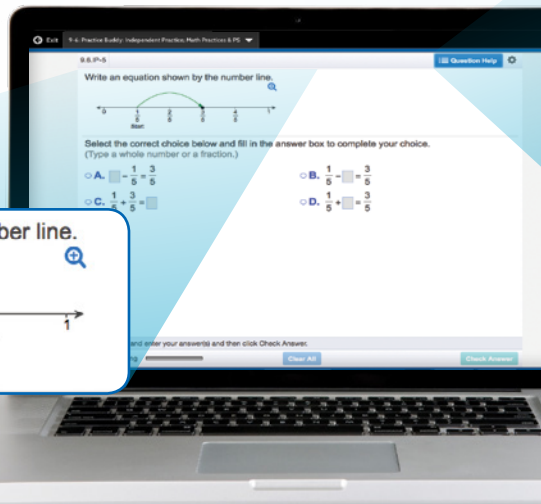 Exit 9-6: Practice Buddy: Independent Practice; Math Practices & PS
9.6.IP-5
Question Help
Write an equation shown by the number line.
0 1/5 2/5 3/5 4/5 1
Start
Select the correct choice below and fill in the answer box to complete your choice.
(Type a whole number or a fraction.)
A. □ - 1/5 = 3/5
B. 1/5 - □ = 3/5
C. 1/5 + 3/5 = □
D. 1/5 + □ = 3/5
ber line.
1
and enter your answer(s) and then click Check Answer.
Clear All
Check Answer